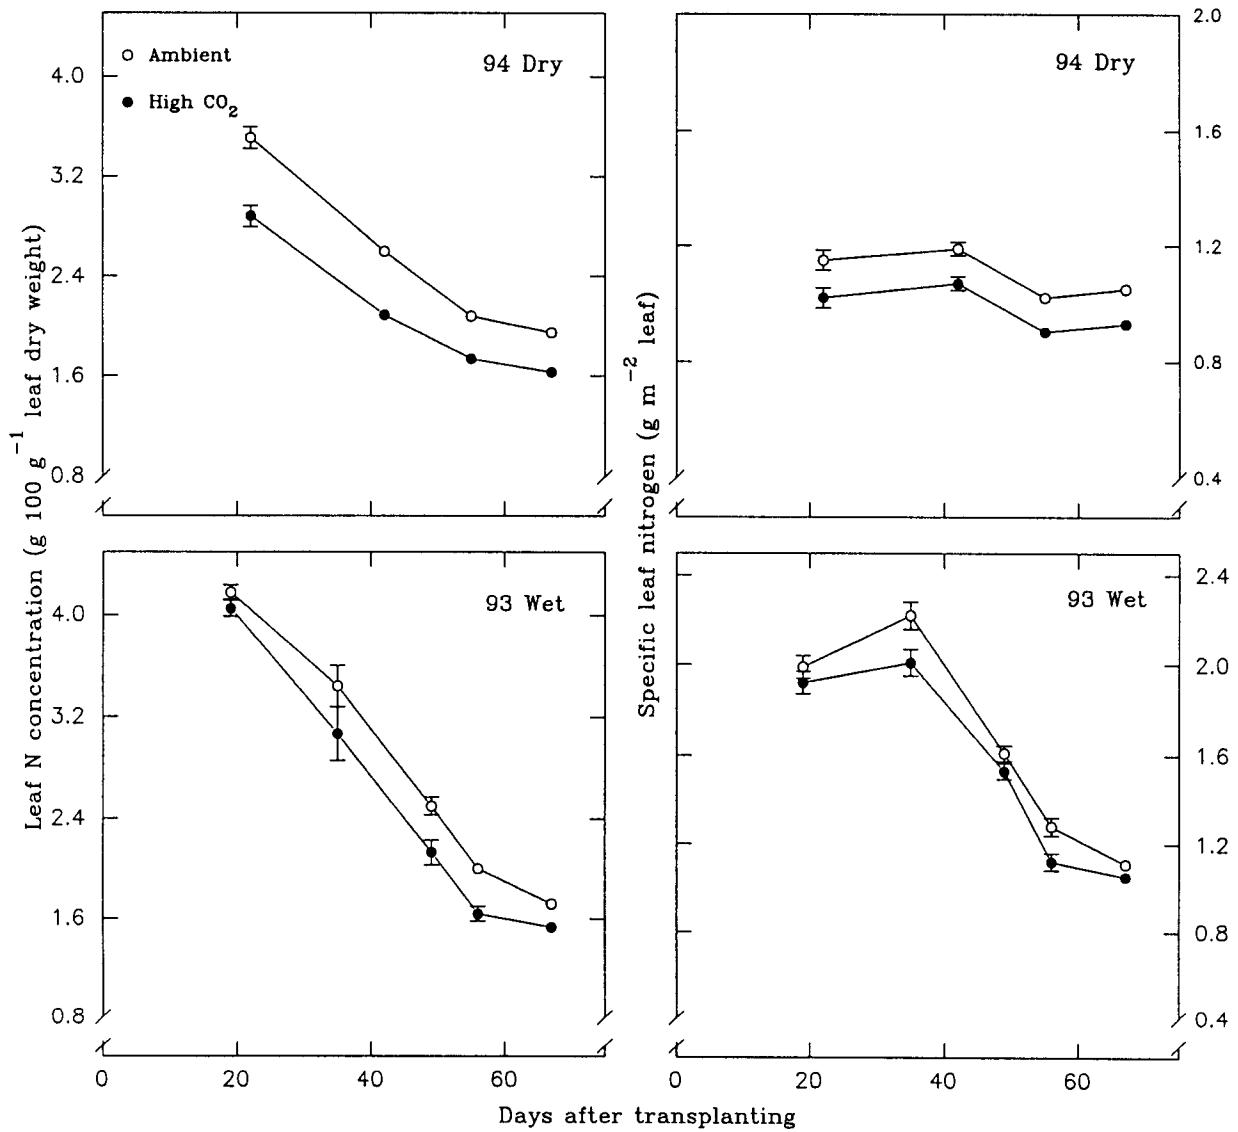 Ambient
High CO2
94 Dry
4.0
3.2
2.4
1.6
0.8
94 Dry
2.0
1.6
1.2
0.8
0.4
Leaf N concentration (g 100 g−1 leaf dry weight)
Specific leaf nitrogen (g m−2 leaf)
93 Wet
4.0
3.2
2.4
1.6
0.8
0 20 40 60
93 Wet
2.4
2.0
1.6
1.2
0.8
0.4
0 20 40 60
Days after transplanting